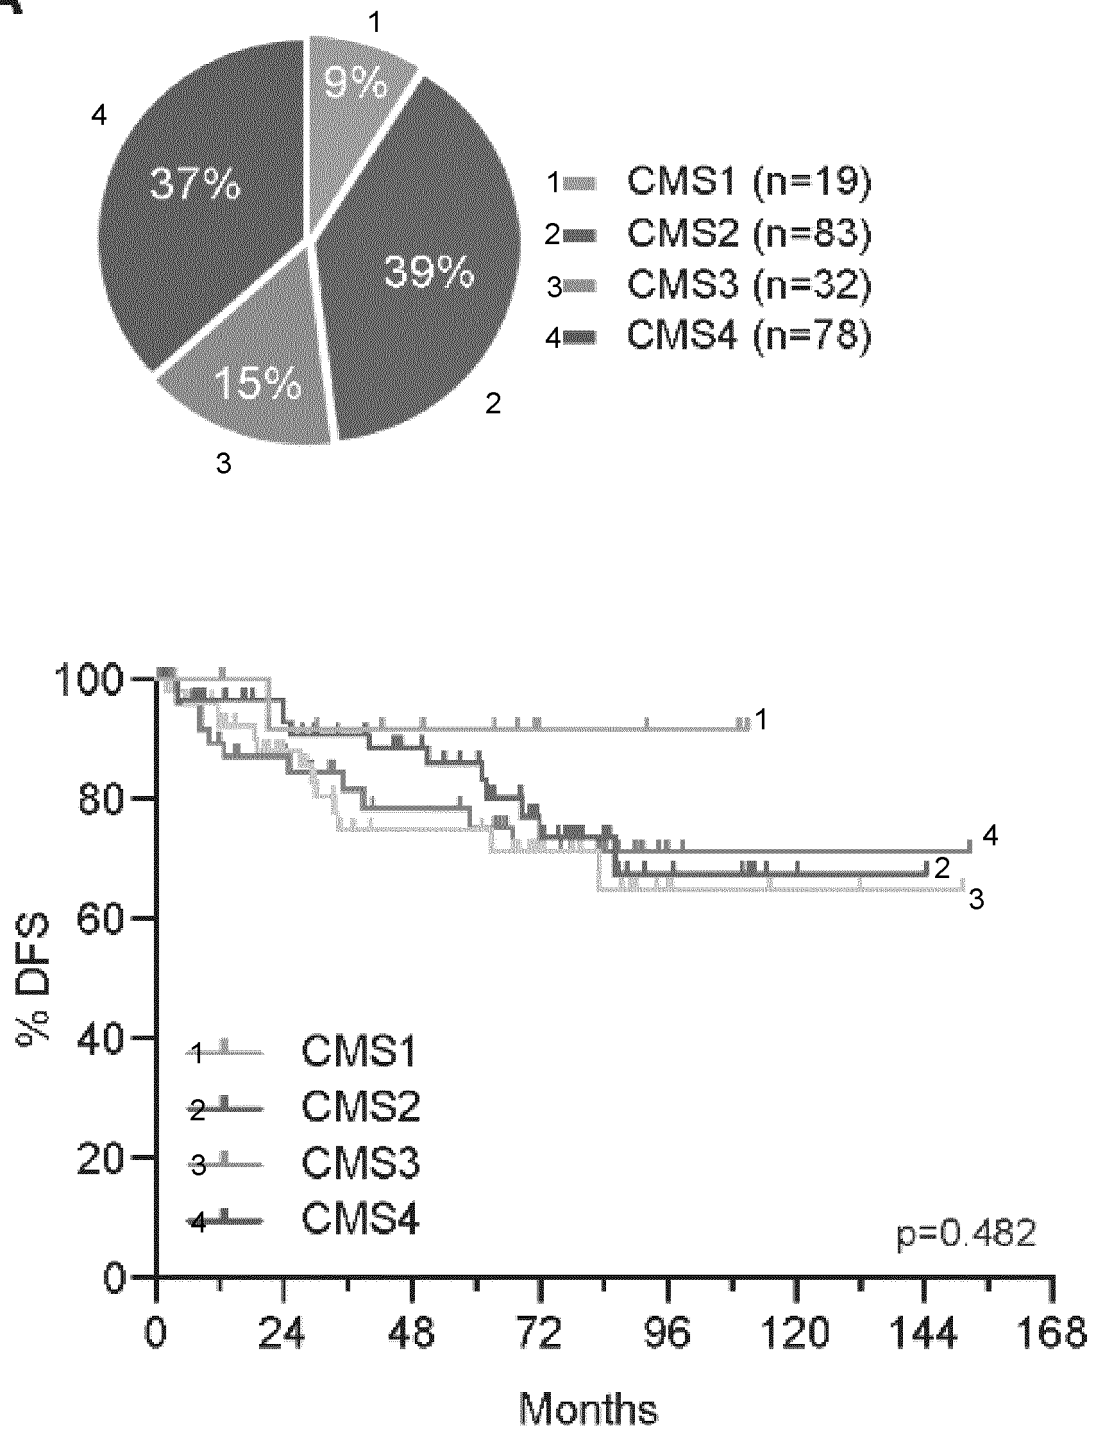 A
1
9%
4
37%
39%
15%
2
3
1 CMS1 (n=19)
2 CMS2 (n=83)
3 CMS3 (n=32)
4 CMS4 (n=78)
100
80
60
40
20
0
% DFS
1
4
2
3
1 CMS1
2 CMS2
3 CMS3
4 CMS4
p=0.482
0 24 48 72 96 120 144 168
Months